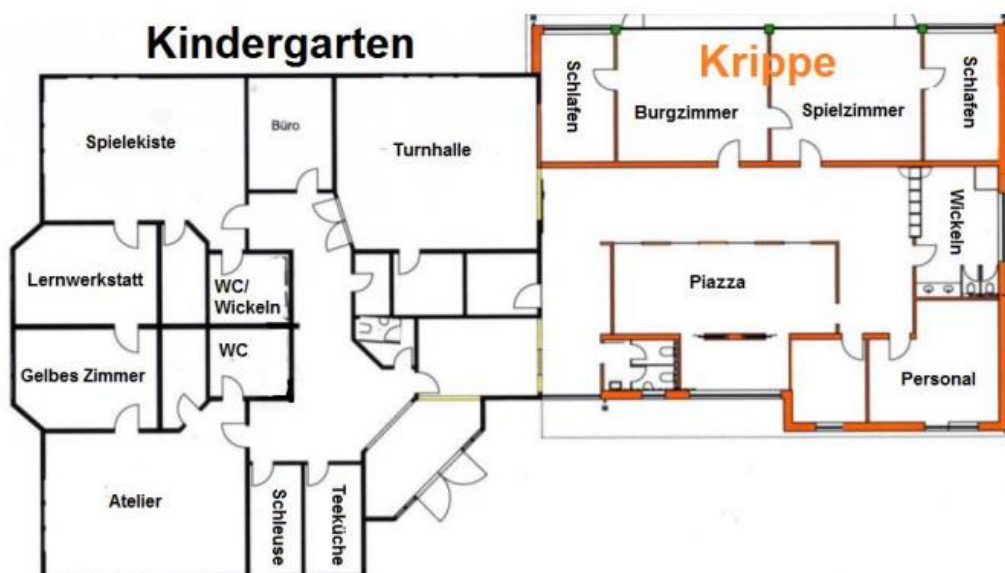 Kindergarten
Krippe
Spielekiste
Büro
Turnhalle
Schlafen
Burgzimmer
Spielzimmer
Schlafen
Lernwerkstatt
WC/
Wickeln
Piazza
Wickeln
Gelbes Zimmer
WC
Personal
Atelier
Schleuse
Teeküche